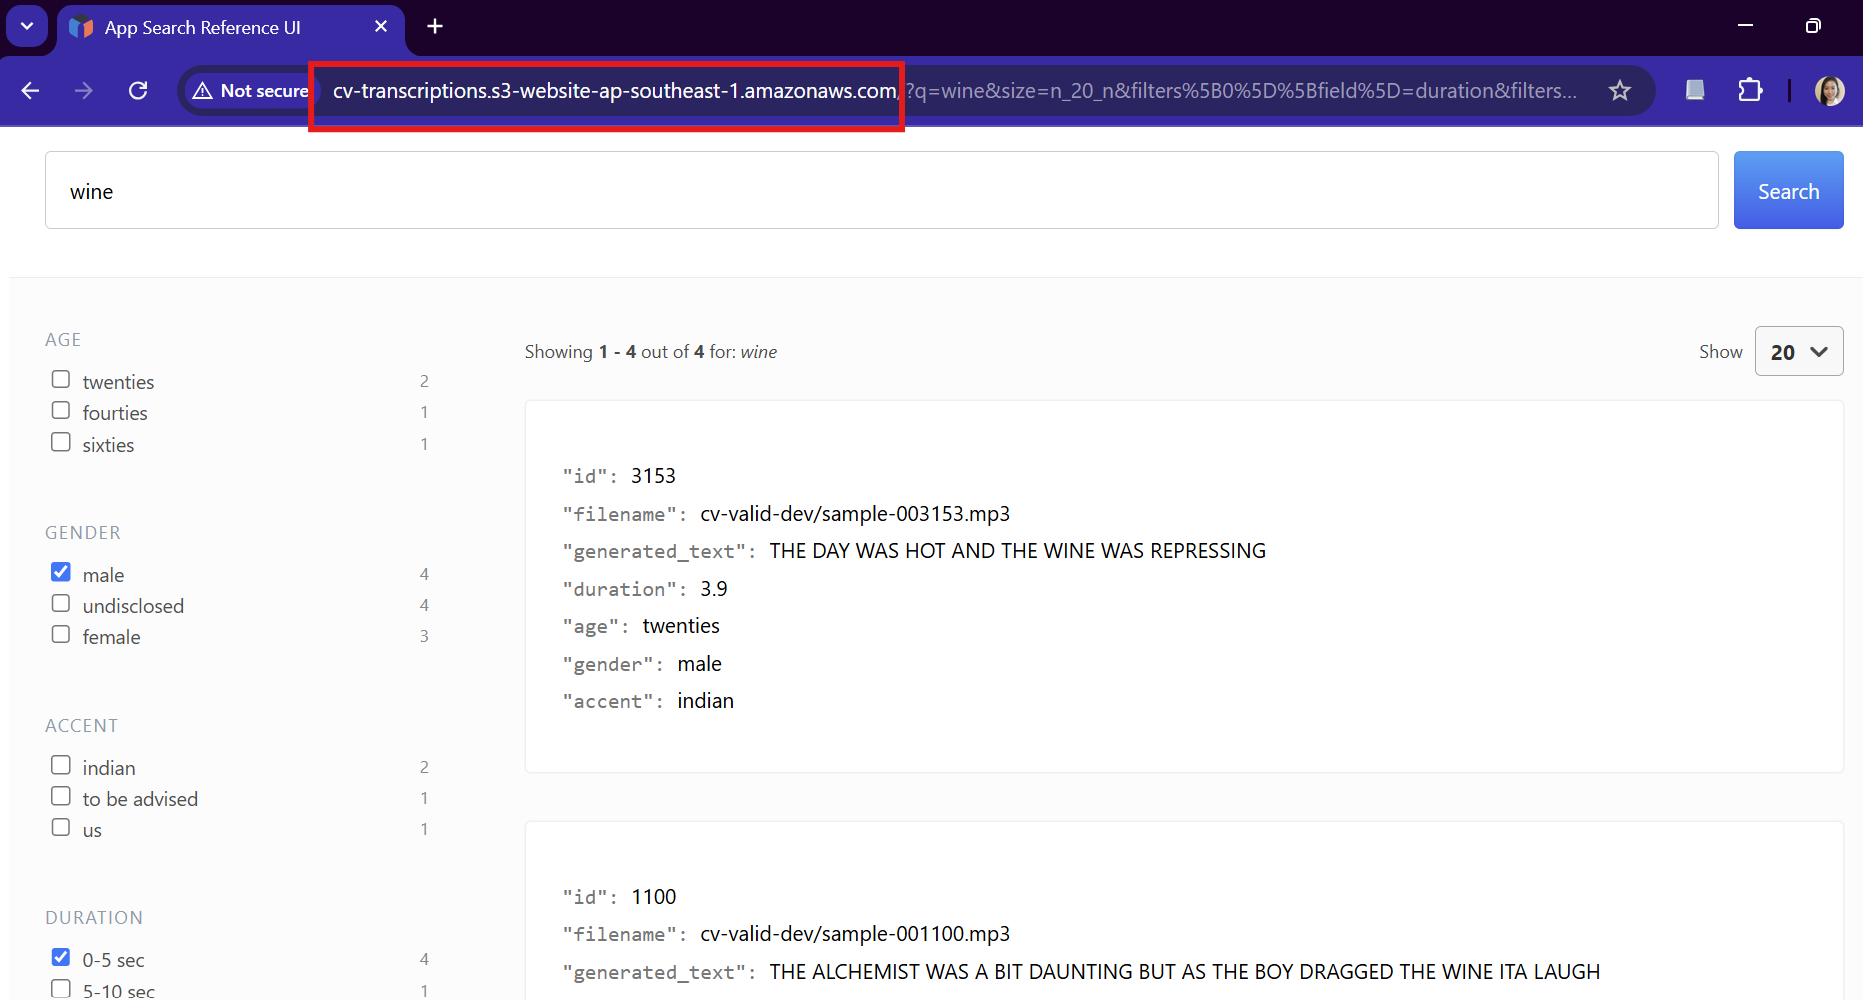 App Search Reference UI
Not secure cv-transcriptions.s3-website-ap-southeast-1.amazonaws.com/?q=wine&size=n_20_n&filters%5B0%5D%5Bfield%5D=duration&filters...
wine
Search
AGE
twenties 2
fourties 1
sixties 1
GENDER
male 4
undisclosed 4
female 3
ACCENT
indian 2
to be advised 1
us 1
DURATION
0-5 sec 4
5-10 sec 1
Showing 1 - 4 out of 4 for: wine
Show 20
"id": 3153
"filename": cv-valid-dev/sample-003153.mp3
"generated_text": THE DAY WAS HOT AND THE WINE WAS REPRESSING
"duration": 3.9
"age": twenties
"gender": male
"accent": indian
"id": 1100
"filename": cv-valid-dev/sample-001100.mp3
"generated_text": THE ALCHEMIST WAS A BIT DAUNTING BUT AS THE BOY DRAGGED THE WINE ITA LAUGH